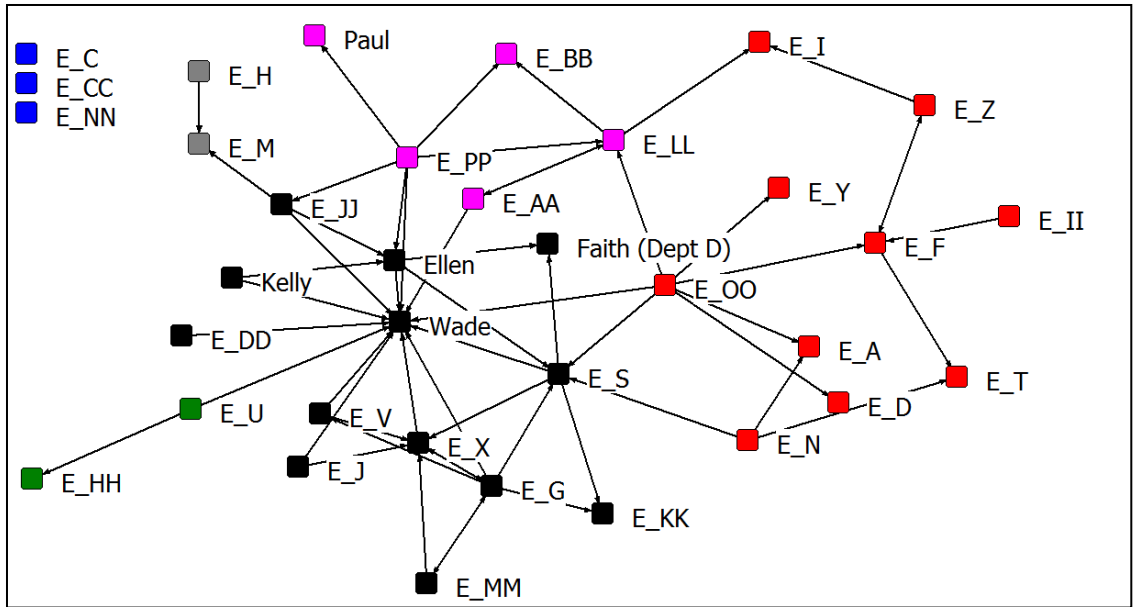 Paul
E_BB
E_I
E_C
E_H
E_CC
E_Z
E_NN
E_M
E_LL
E_PP
E_JJ
E_AA
E_Y
E_II
Faith (Dept D)
E_F
Ellen
Kelly
E_OO
Wade
E_DD
E_A
E_S
E_T
E_D
E_U
E_V
E_X
E_N
E_J
E_HH
E_G
E_KK
E_MM